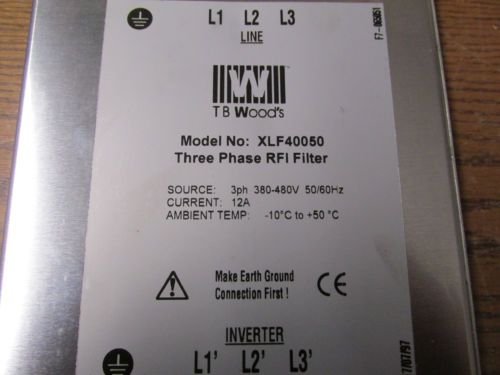 L1 L2 L3
LINE
W
TB Wood's
Model No: XLF40050
Three Phase RFI Filter
SOURCE: 3ph 380-480V 50/60Hz
CURRENT: 12A
AMBIENT TEMP: -10°C to +50 °C
Make Earth Ground
Connection First !
CE
INVERTER
L1' L2' L3'